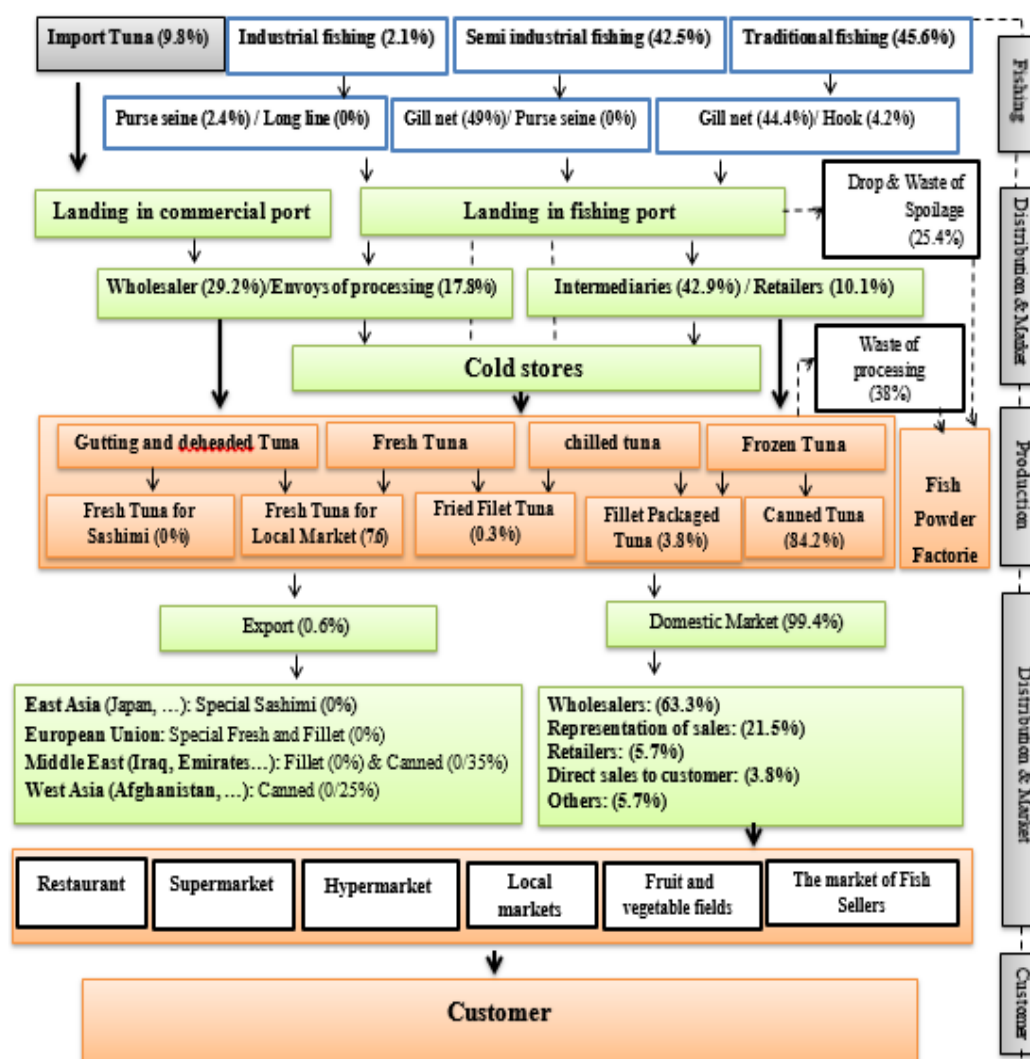 Import Tuna (9.8%)
Industrial fishing (2.1%)
Semi industrial fishing (42.5%)
Traditional fishing (45.6%)
Fishing
Purse seine (2.4%) / Long line (0%)
Gill net (49%)/ Purse seine (0%)
Gill net (44.4%)/ Hook (4.2%)
Landing in commercial port
Landing in fishing port
Drop & Waste of
Spoilage
(25.4%)
Distribution & Market
Wholesaler (29.2%)/Envoys of processing (17.8%)
Intermediaries (42.9%) / Retailers (10.1%)
Cold stores
Waste of
processing
(38%)
Gutting and deheaded Tuna
Fresh Tuna
chilled tuna
Frozen Tuna
Production
Fresh Tuna for
Sashimi (0%)
Fresh Tuna for
Local Market (7.6)
Fried Filet Tuna
(0.3%)
Fillet Packaged
Tuna (3.8%)
Canned Tuna
(84.2%)
Fish
Powder
Factorie
Export (0.6%)
Domestic Market (99.4%)
Distribution & Market
East Asia (Japan, …): Special Sashimi (0%)
European Union: Special Fresh and Fillet (0%)
Middle East (Iraq, Emirates…): Fillet (0%) & Canned (0/35%)
West Asia (Afghanistan, …): Canned (0/25%)
Wholesalers: (63.3%)
Representation of sales: (21.5%)
Retailers: (5.7%)
Direct sales to customer: (3.8%)
Others: (5.7%)
Restaurant
Supermarket
Hypermarket
Local
markets
Fruit and
vegetable fields
The market of Fish
Sellers
Customer
Customer